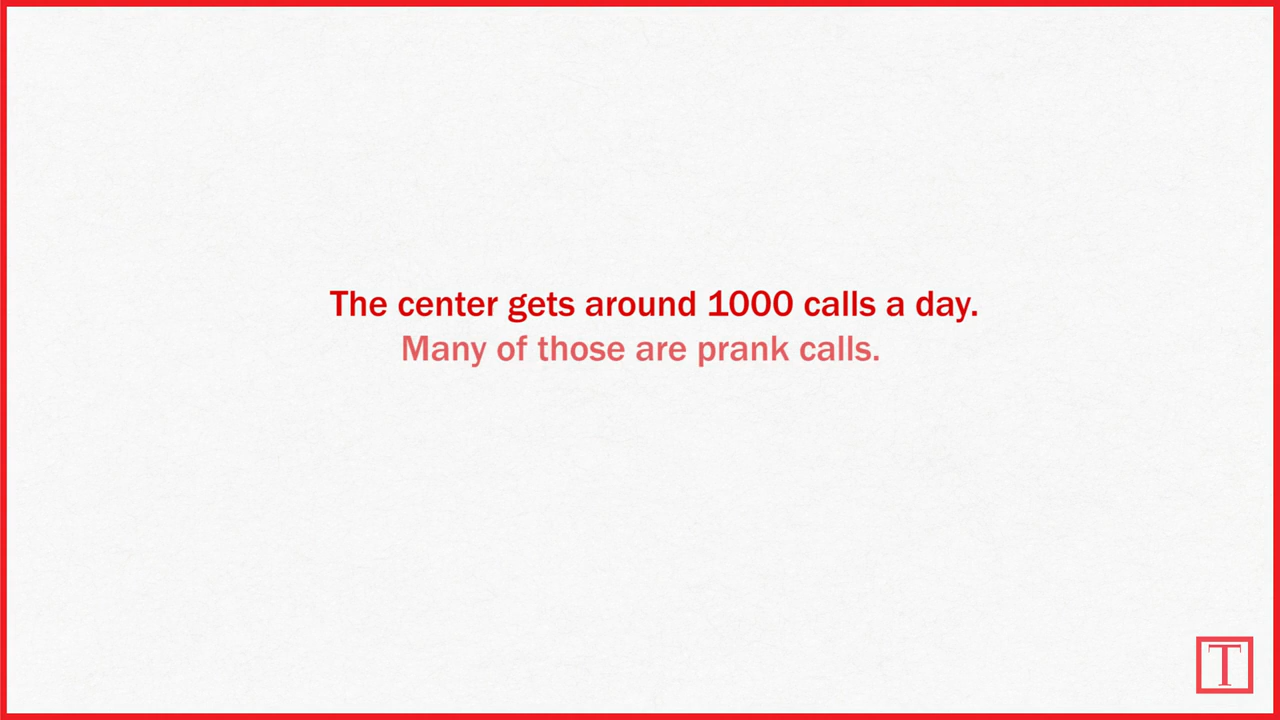 The center gets around 1000 calls a day.
Many of those are prank calls.
T